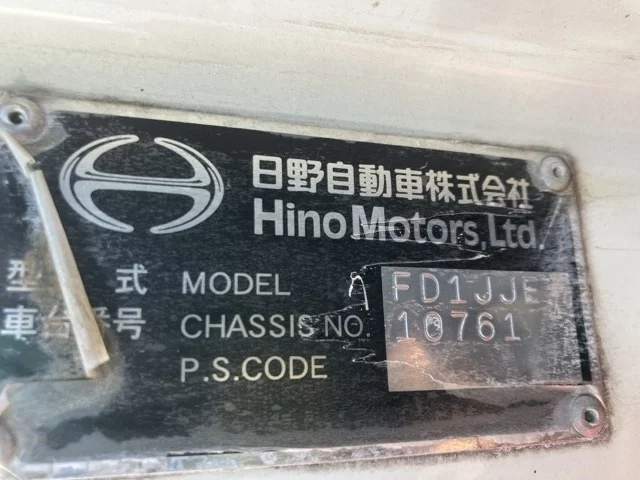 日野自動車株式会社
Hino Motors, Ltd.
型 式 MODEL FD1JJE
車台番号 CHASSIS NO. 10761
P.S.CODE